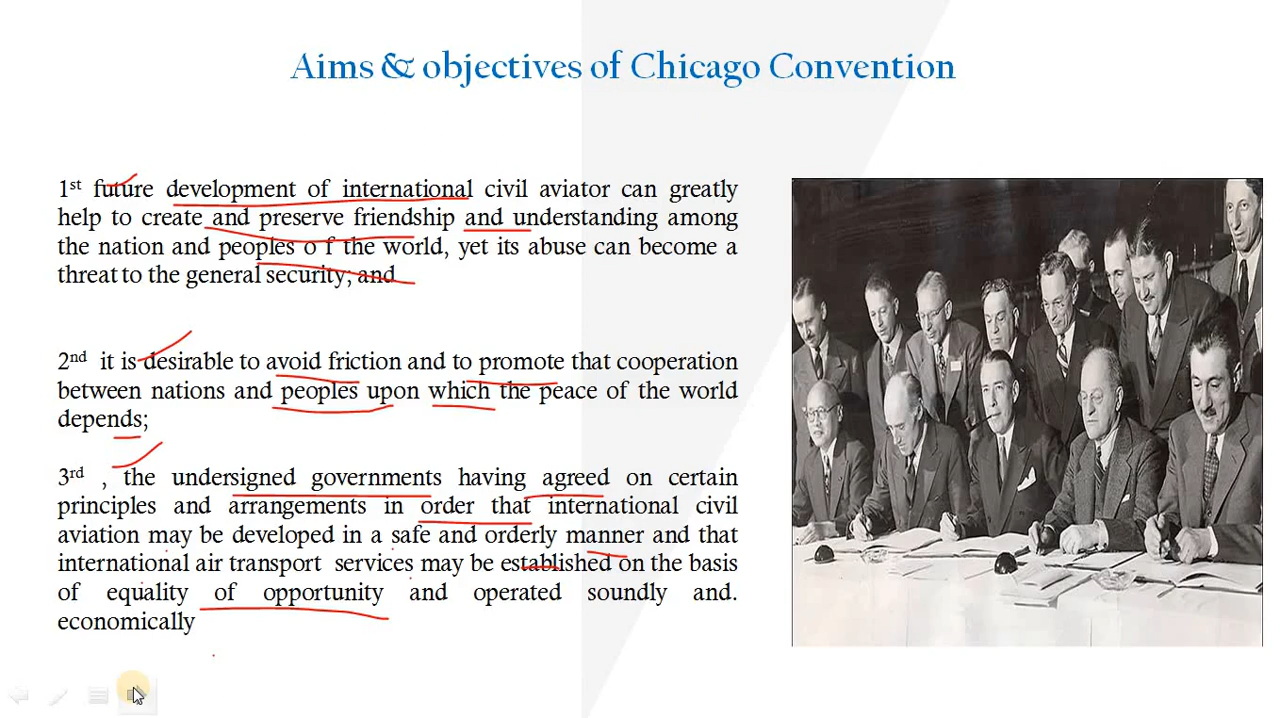 Aims & objectives of Chicago Convention
1st future development of international civil aviator can greatly
help to create and preserve friendship and understanding among
the nation and peoples o f the world, yet its abuse can become a
threat to the general security; and
2nd it is desirable to avoid friction and to promote that cooperation
between nations and peoples upon which the peace of the world
depends;
3rd , the undersigned governments having agreed on certain
principles and arrangements in order that international civil
aviation may be developed in a safe and orderly manner and that
international air transport services may be established on the basis
of equality of opportunity and operated soundly and.
economically